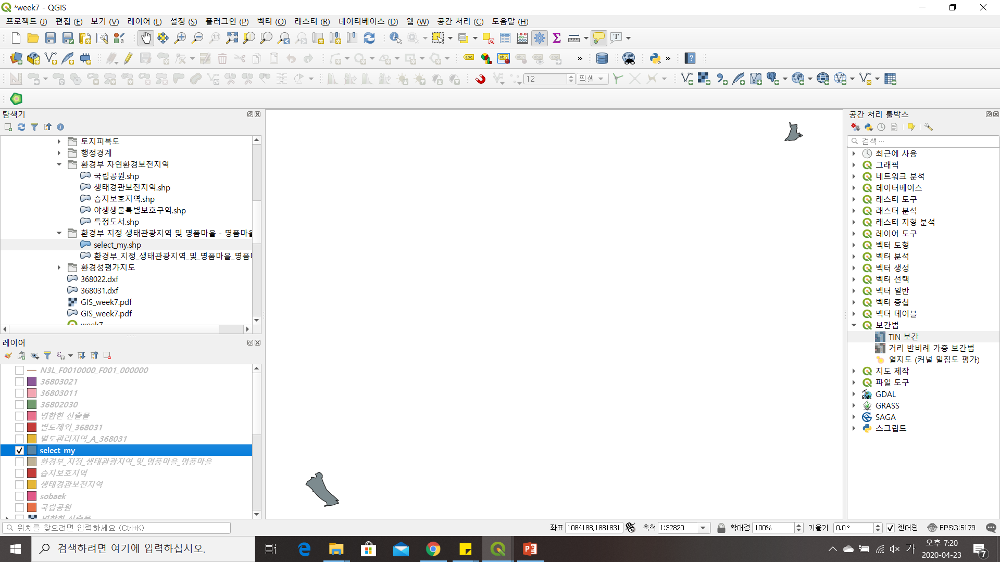 *week7 - QGIS
프로젝트 (J) 편집 (E) 보기 (V) 레이어 (L) 설정 (S) 플러그인 (P) 벡터 (O) 래스터 (R) 데이터베이스 (D) 웹 (W) 공간 처리 (C) 도움말 (H)
12 픽셀
탐색기
토지피복도
행정경계
환경부 자연환경보전지역
국립공원.shp
생태경관보전지역.shp
습지보호지역.shp
야생생물특별보호구역.shp
특정도서.shp
환경부 지정 생태관광지역 및 명품마을 - 명품마을
select_my.shp
환경부_지정_생태관광지역_및_명품마을_명품마
환경성평가지도
368022.dxf
368031.dxf
GIS_week7.pdf
GIS_week7.pdf
week7
레이어
N3L_F0010000_F001_000000
36803021
36803011
36802030
병합한 산출물
별도제외_368031
별도관리지역_A_368031
select_my
환경부_지정_생태관광지역_및_명품마을_명품마을
습지보호지역
생태경관보전지역
sobaek
국립공원
병합한 산출물
공간 처리 툴박스
검색…
최근에 사용
그래픽
네트워크 분석
데이터베이스
래스터 도구
래스터 분석
래스터 지형 분석
레이어 도구
벡터 도형
벡터 분석
벡터 생성
벡터 선택
벡터 일반
벡터 중첩
벡터 테이블
보간법
TIN 보간
거리 반비례 가중 보간법
열지도 (커널 밀집도 평가)
지도 제작
파일 도구
GDAL
GRASS
SAGA
스크립트
위치를 찾으려면 입력하세요 (Ctrl+K)
좌표 1084188,1881831 축척 1:32820 확대경 100% 기울기 0.0 ° 렌더링 EPSG:5179
검색하려면 여기에 입력하십시오.
가
오후 7:20
2020-04-23
7